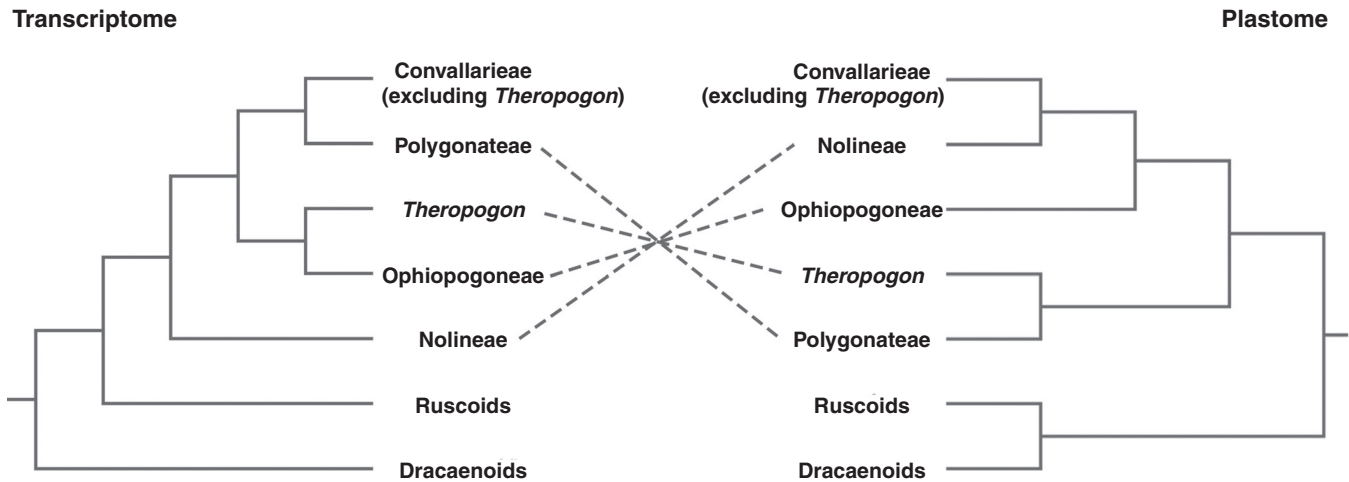 Transcriptome
Plastome
Convallarieae
(excluding Theropogon)
Polygonateae
Theropogon
Ophiopogoneae
Nolineae
Ruscoids
Dracaenoids
Convallarieae
(excluding Theropogon)
Nolineae
Ophiopogoneae
Theropogon
Polygonateae
Ruscoids
Dracaenoids